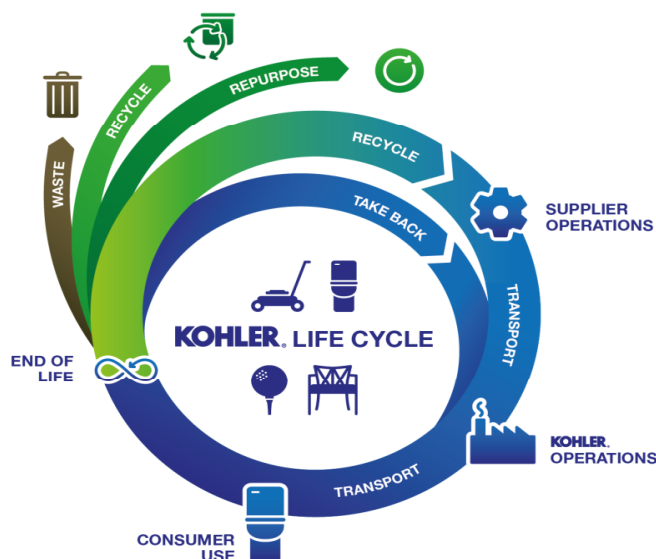 REPURPOSE
RECYCLE
WASTE
RECYCLE
TAKE BACK
SUPPLIER
OPERATIONS
TRANSPORT
KOHLER. LIFE CYCLE
END OF
LIFE
KOHLER.
OPERATIONS
TRANSPORT
CONSUMER
USE